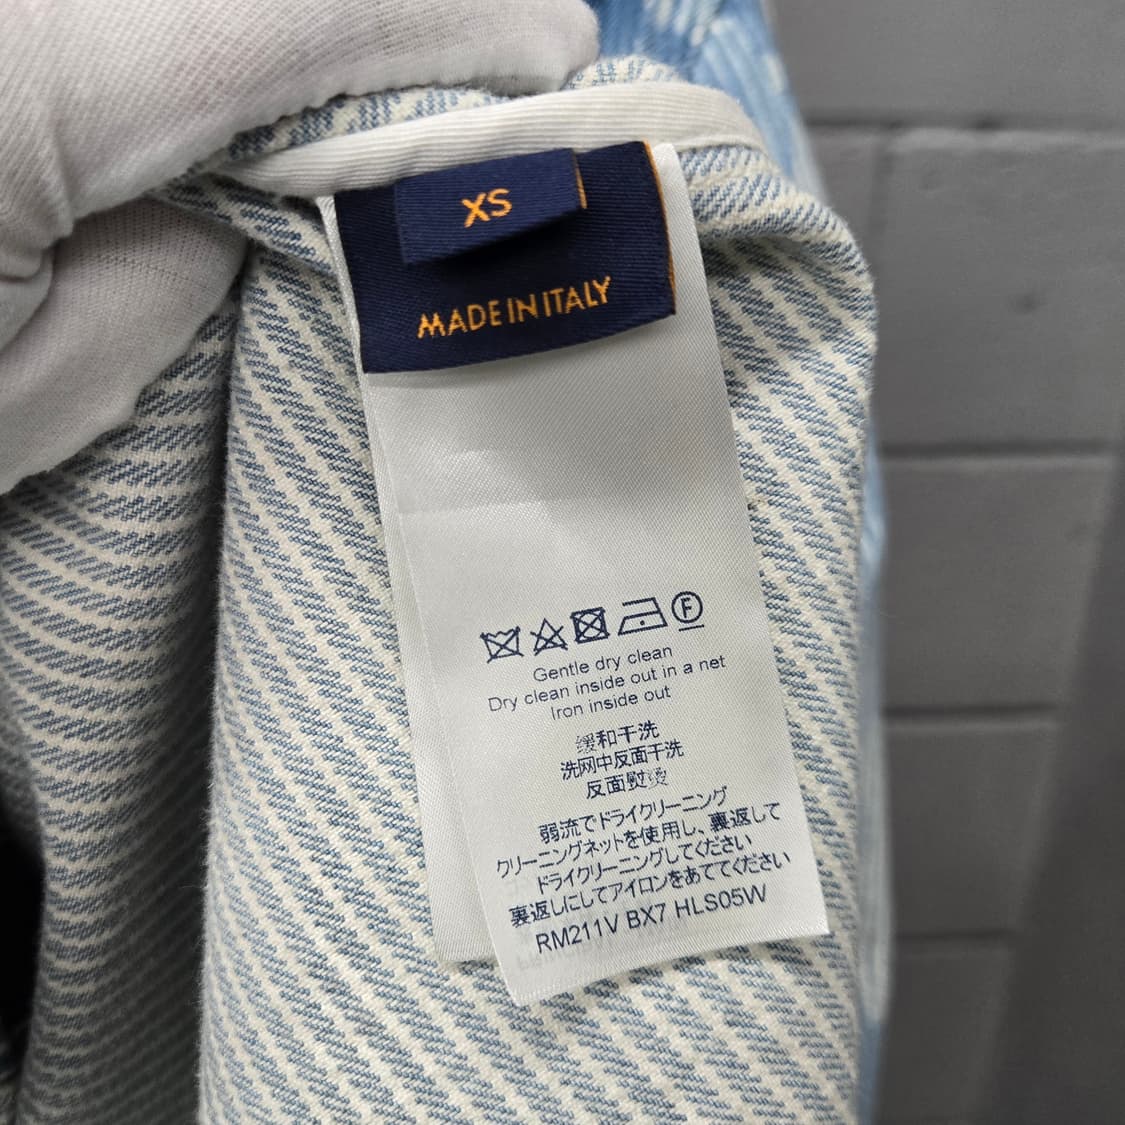 XS
MADE IN ITALY
F
Gentle dry clean
Dry clean inside out in a net
Iron inside out
缓和干洗
洗网中反面干洗
反面熨烫
弱流でドライクリーニング
クリーニングネットを使用し、裏返して
ドライクリーニングしてください
裏返しにしてアイロンをあててください
RM211V BX7 HLS05W